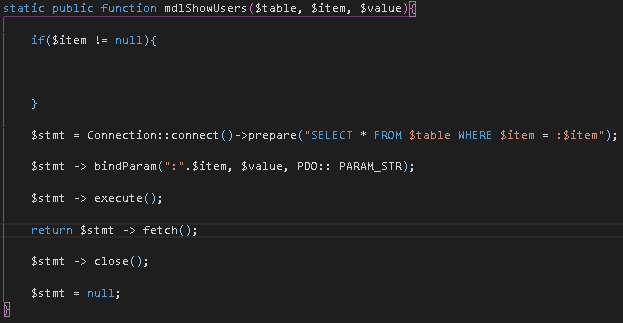 static public function mdlShowUsers($table, $item, $value){
if($item != null){
}
$stmt = Connection::connect()->prepare("SELECT * FROM $table WHERE $item = :$item");
$stmt -> bindParam(":".$item, $value, PDO:: PARAM_STR);
$stmt -> execute();
return $stmt -> fetch();
$stmt -> close();
$stmt = null;
}